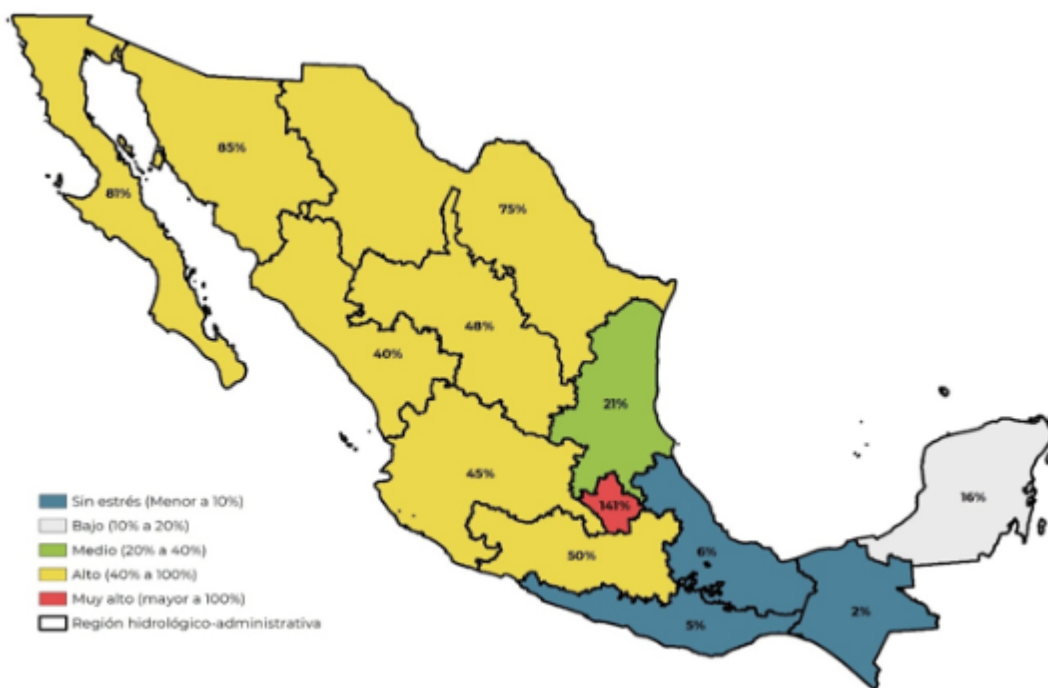 85%
81%
75%
48%
40%
21%
45%
141%
16%
50%
6%
2%
5%
Sin estrés (Menor a 10%)
Bajo (10% a 20%)
Medio (20% a 40%)
Alto (40% a 100%)
Muy alto (mayor a 100%)
Región hidrológico-administrativa